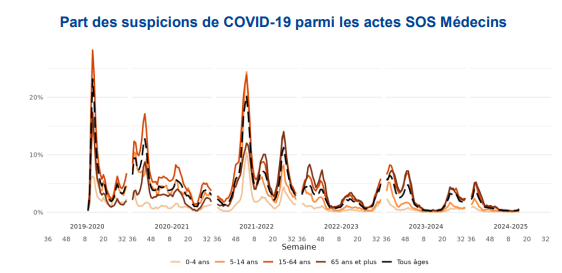 Part des suspicions de COVID-19 parmi les actes SOS Médecins
20%
10%
0%
2019-2020 2020-2021 2021-2022 2022-2023 2023-2024 2024-2025
36 48 8 20 32 36 48 8 20 32 36 48 8 20 32 36 48 8 20 32 36 48 8 20 32 36 48 8 20 32
Semaine
0-4 ans 5-14 ans 15-64 ans 65 ans et plus Tous âges